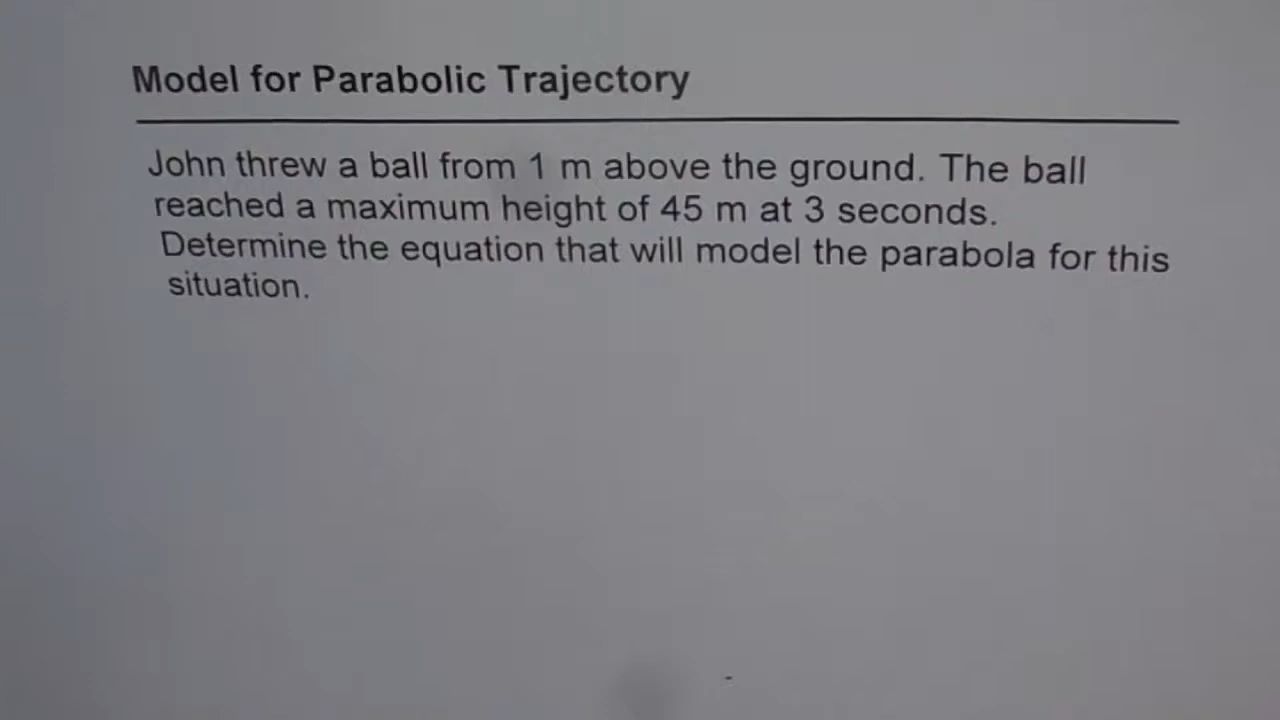 Model for Parabolic Trajectory
John threw a ball from 1 m above the ground. The ball
reached a maximum height of 45 m at 3 seconds.
Determine the equation that will model the parabola for this
situation.